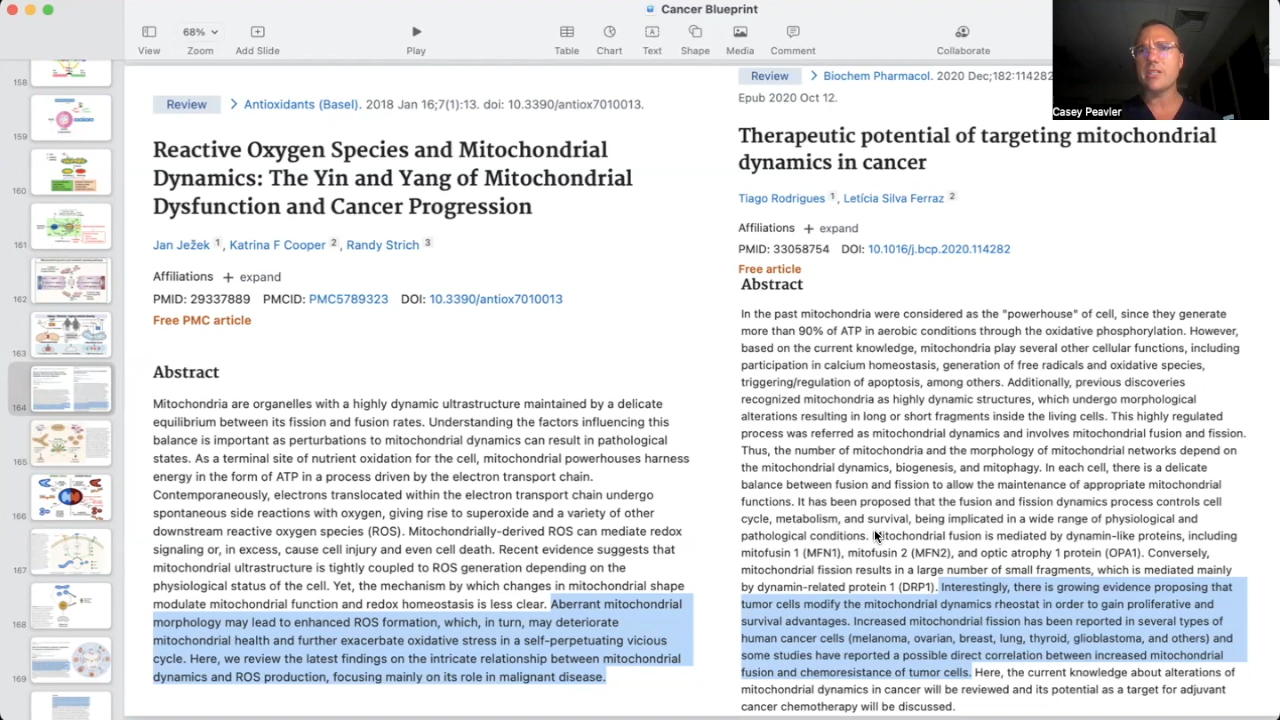 Cancer Blueprint
68%
View
Zoom
Add Slide
Play
Table
Chart
Text
Shape
Media
Comment
Collaborate
Casey Peavler
158
159
160
161
162
163
164
165
166
167
168
169
Review
Antioxidants (Basel). 2018 Jan 16;7(1):13. doi: 10.3390/antiox7010013.
Reactive Oxygen Species and Mitochondrial
Dynamics: The Yin and Yang of Mitochondrial
Dysfunction and Cancer Progression
Jan Ježek 1, Katrina F Cooper 2, Randy Strich 3
Affiliations + expand
PMID: 29337889 PMCID: PMC5789323 DOI: 10.3390/antiox7010013
Free PMC article
Abstract
Mitochondria are organelles with a highly dynamic ultrastructure maintained by a delicate
equilibrium between its fission and fusion rates. Understanding the factors influencing this
balance is important as perturbations to mitochondrial dynamics can result in pathological
states. As a terminal site of nutrient oxidation for the cell, mitochondrial powerhouses harness
energy in the form of ATP in a process driven by the electron transport chain.
Contemporaneously, electrons translocated within the electron transport chain undergo
spontaneous side reactions with oxygen, giving rise to superoxide and a variety of other
downstream reactive oxygen species (ROS). Mitochondrially-derived ROS can mediate redox
signaling or, in excess, cause cell injury and even cell death. Recent evidence suggests that
mitochondrial ultrastructure is tightly coupled to ROS generation depending on the
physiological status of the cell. Yet, the mechanism by which changes in mitochondrial shape
modulate mitochondrial function and redox homeostasis is less clear. Aberrant mitochondrial
morphology may lead to enhanced ROS formation, which, in turn, may deteriorate
mitochondrial health and further exacerbate oxidative stress in a self-perpetuating vicious
cycle. Here, we review the latest findings on the intricate relationship between mitochondrial
dynamics and ROS production, focusing mainly on its role in malignant disease.
Review
Biochem Pharmacol. 2020 Dec;182:114282
Epub 2020 Oct 12.
Therapeutic potential of targeting mitochondrial
dynamics in cancer
Tiago Rodrigues 1, Letícia Silva Ferraz 2
Affiliations + expand
PMID: 33058754 DOI: 10.1016/j.bcp.2020.114282
Free article
Abstract
In the past mitochondria were considered as the "powerhouse" of cell, since they generate
more than 90% of ATP in aerobic conditions through the oxidative phosphorylation. However,
based on the current knowledge, mitochondria play several other cellular functions, including
participation in calcium homeostasis, generation of free radicals and oxidative species,
triggering/regulation of apoptosis, among others. Additionally, previous discoveries
recognized mitochondria as highly dynamic structures, which undergo morphological
alterations resulting in long or short fragments inside the living cells. This highly regulated
process was referred as mitochondrial dynamics and involves mitochondrial fusion and fission.
Thus, the number of mitochondria and the morphology of mitochondrial networks depend on
the mitochondrial dynamics, biogenesis, and mitophagy. In each cell, there is a delicate
balance between fusion and fission to allow the maintenance of appropriate mitochondrial
functions. It has been proposed that the fusion and fission dynamics process controls cell
cycle, metabolism, and survival, being implicated in a wide range of physiological and
pathological conditions. Mitochondrial fusion is mediated by dynamin-like proteins, including
mitofusin 1 (MFN1), mitofusin 2 (MFN2), and optic atrophy 1 protein (OPA1). Conversely,
mitochondrial fission results in a large number of small fragments, which is mediated mainly
by dynamin-related protein 1 (DRP1). Interestingly, there is growing evidence proposing that
tumor cells modify the mitochondrial dynamics rheostat in order to gain proliferative and
survival advantages. Increased mitochondrial fission has been reported in several types of
human cancer cells (melanoma, ovarian, breast, lung, thyroid, glioblastoma, and others) and
some studies have reported a possible direct correlation between increased mitochondrial
fusion and chemoresistance of tumor cells. Here, the current knowledge about alterations of
mitochondrial dynamics in cancer will be reviewed and its potential as a target for adjuvant
cancer chemotherapy will be discussed.